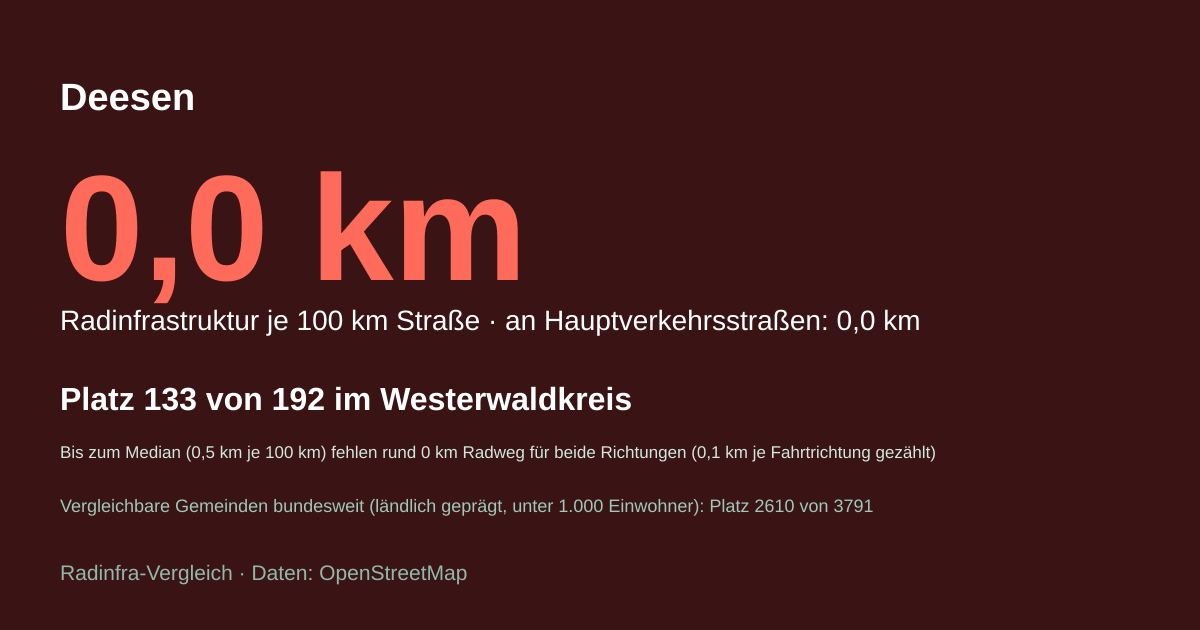 Deesen
0,0 km
Radinfrastruktur je 100 km Straße · an Hauptverkehrsstraßen: 0,0 km
Platz 133 von 192 im Westerwaldkreis
Bis zum Median (0,5 km je 100 km) fehlen rund 0 km Radweg für beide Richtungen (0,1 km je Fahrtrichtung gezählt)
Vergleichbare Gemeinden bundesweit (ländlich geprägt, unter 1.000 Einwohner): Platz 2610 von 3791
Radinfra-Vergleich · Daten: OpenStreetMap